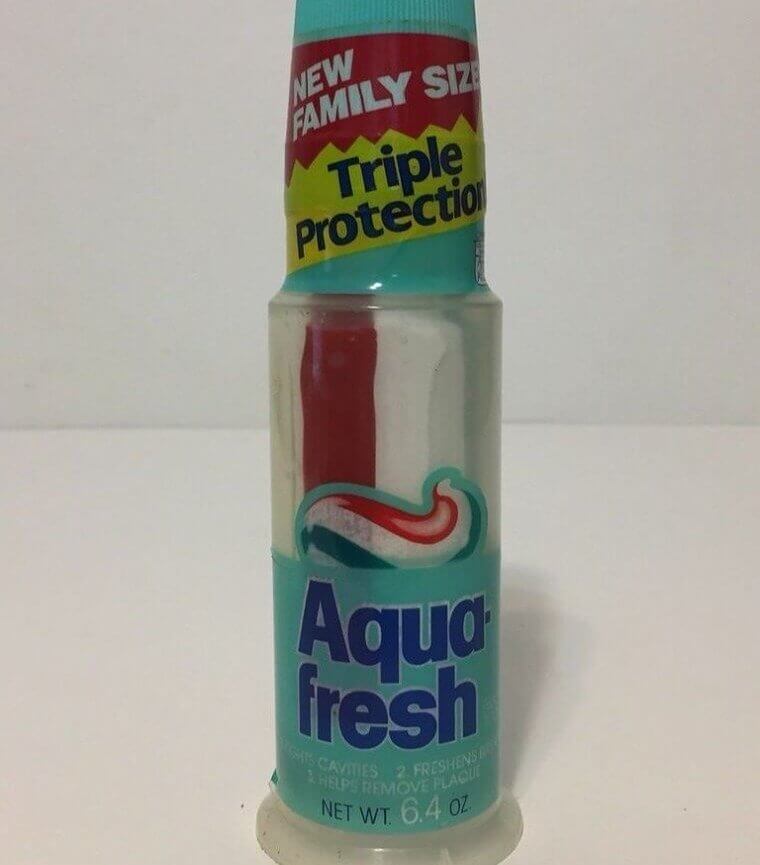 NEW
FAMILY SIZE
Triple
Protection
Aqua-
fresh
FIGHTS CAVITIES 2. FRESHENS
3. HELPS REMOVE PLAQUE
NET WT. 6.4 OZ.